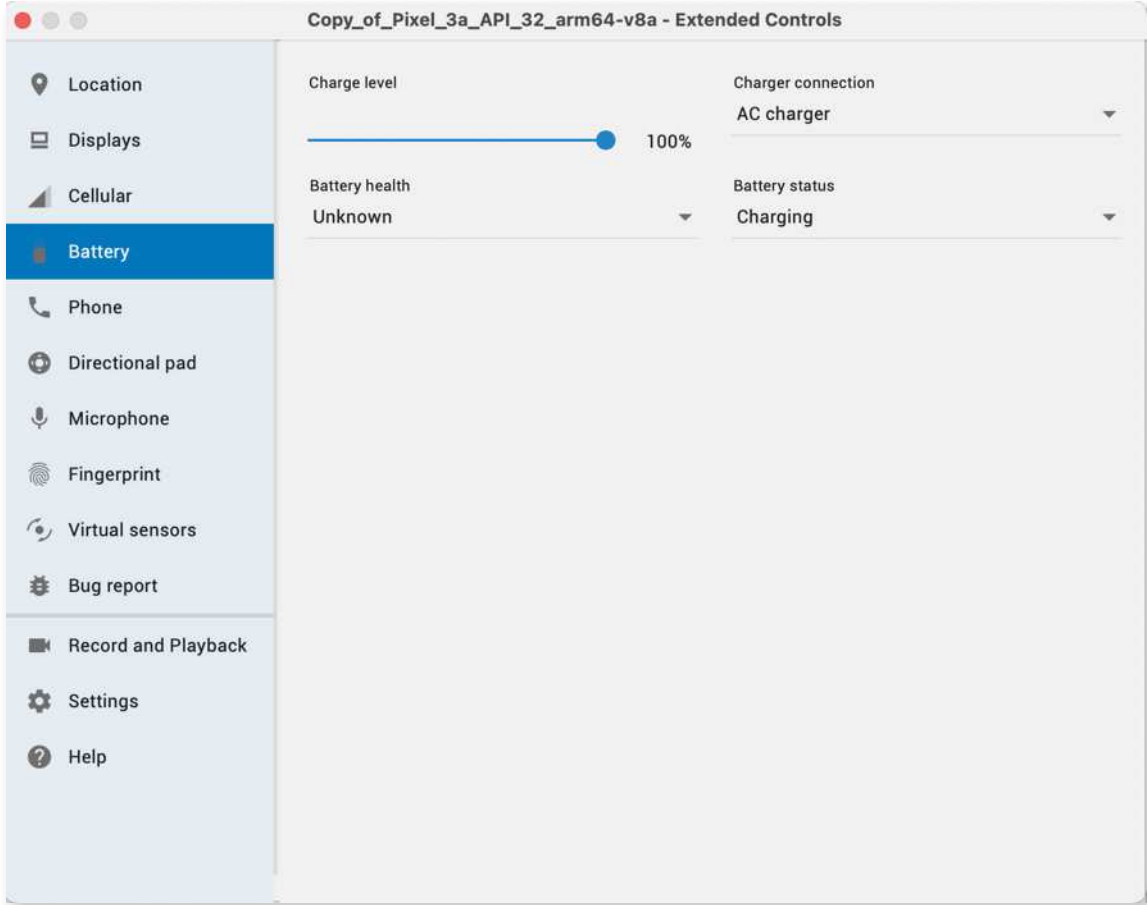 Copy_of_Pixel_3a_API_32_arm64-v8a - Extended Controls
Location
Displays
Cellular
Battery
Phone
Directional pad
Microphone
Fingerprint
Virtual sensors
Bug report
Record and Playback
Settings
Help
Charge level
100%
Charger connection
AC charger
Battery health
Unknown
Battery status
Charging